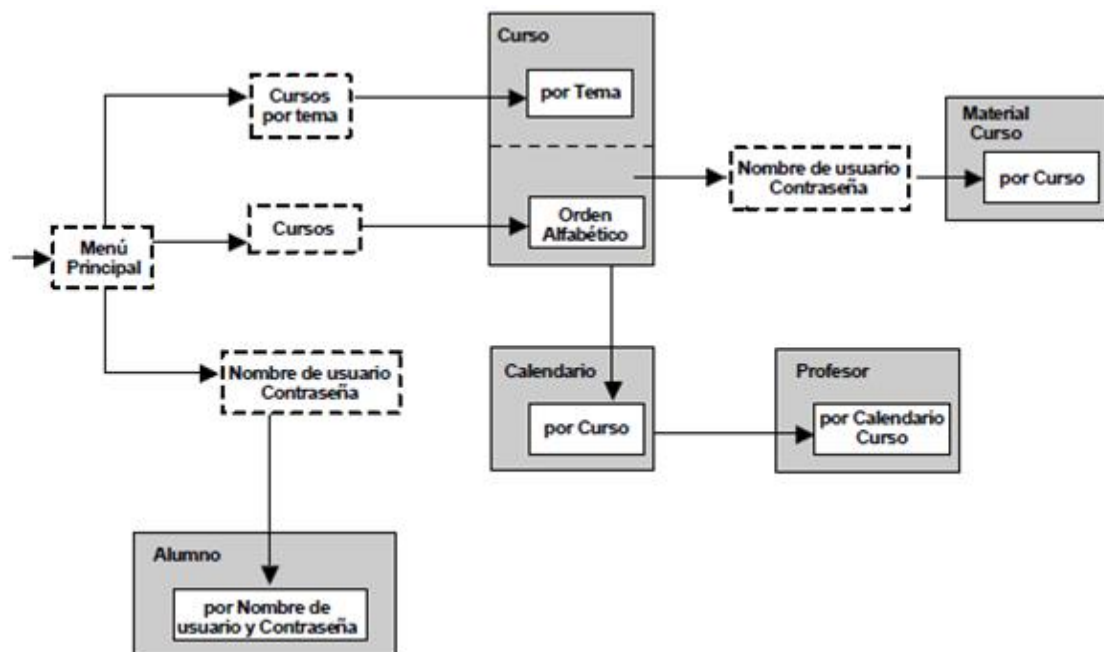 Curso
por Tema
Orden
Alfabético
Cursos
por tema
Cursos
Menú
Principal
Nombre de usuario
Contraseña
Material
Curso
por Curso
Nombre de usuario
Contraseña
Calendario
por Curso
Profesor
por Calendario
Curso
Alumno
por Nombre de
usuario y Contraseña